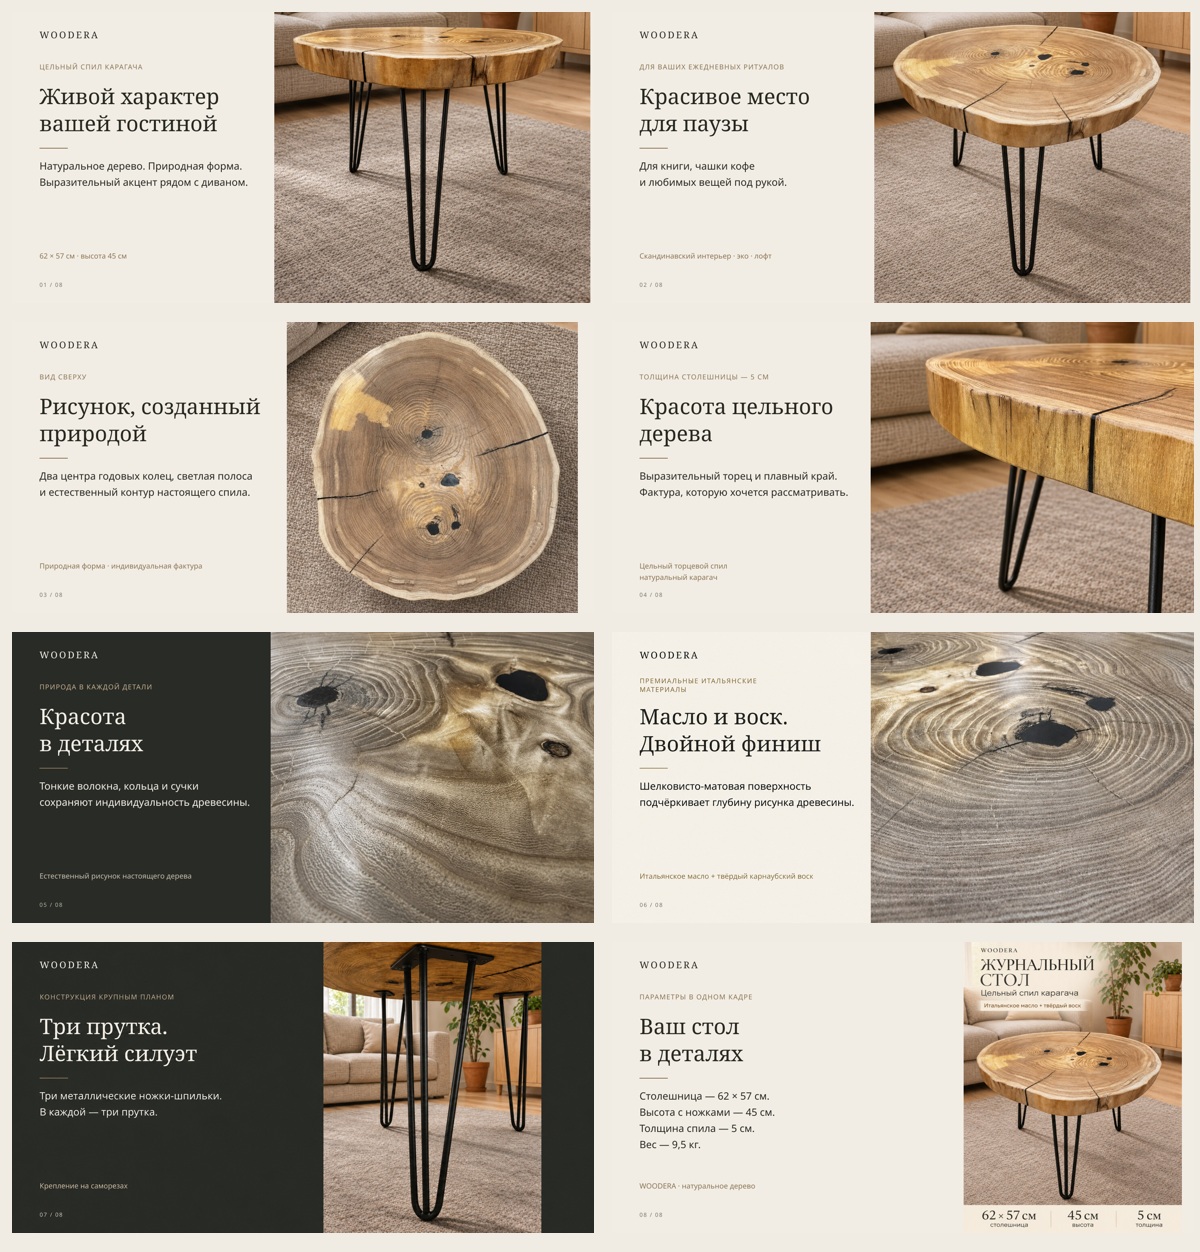 WOODERA
ЦЕЛЬНЫЙ СПИЛ КАРАГАЧА
Живой характер
вашей гостиной
Натуральное дерево. Природная форма.
Выразительный акцент рядом с диваном.
62 × 57 см · высота 45 см
01 / 08
WOODERA
ДЛЯ ВАШИХ ЕЖЕДНЕВНЫХ РИТУАЛОВ
Красивое место
для паузы
Для книги, чашки кофе
и любимых вещей под рукой.
Скандинавский интерьер · эко · лофт
02 / 08
WOODERA
ВИД СВЕРХУ
Рисунок, созданный
природой
Два центра годовых колец, светлая полоса
и естественный контур настоящего спила.
Природная форма · индивидуальная фактура
03 / 08
WOODERA
ТОЛЩИНА СТОЛЕШНИЦЫ — 5 СМ
Красота цельного
дерева
Выразительный торец и плавный край.
Фактура, которую хочется рассматривать.
Цельный торцевой спил
натуральный карагач
04 / 08
WOODERA
ПРИРОДА В КАЖДОЙ ДЕТАЛИ
Красота
в деталях
Тонкие волокна, кольца и сучки
сохраняют индивидуальность древесины.
Естественный рисунок настоящего дерева
05 / 08
WOODERA
ПРЕМИАЛЬНЫЕ ИТАЛЬЯНСКИЕ
МАТЕРИАЛЫ
Масло и воск.
Двойной финиш
Шелковисто-матовая поверхность
подчёркивает глубину рисунка древесины.
Итальянское масло + твёрдый карнаубский воск
06 / 08
WOODERA
КОНСТРУКЦИЯ КРУПНЫМ ПЛАНОМ
Три прутка.
Лёгкий силуэт
Три металлические ножки-шпильки.
В каждой — три прутка.
Крепление на саморезах
07 / 08
WOODERA
ПАРАМЕТРЫ В ОДНОМ КАДРЕ
Ваш стол
в деталях
Столешница — 62 × 57 см.
Высота с ножками — 45 см.
Толщина спила — 5 см.
Вес — 9,5 кг.
WOODERA · натуральное дерево
08 / 08
WOODERA
ЖУРНАЛЬНЫЙ
СТОЛ
Цельный спил карагача
Итальянское масло + твёрдый воск
62 × 57 см
столешница
45 см
высота
5 см
толщина